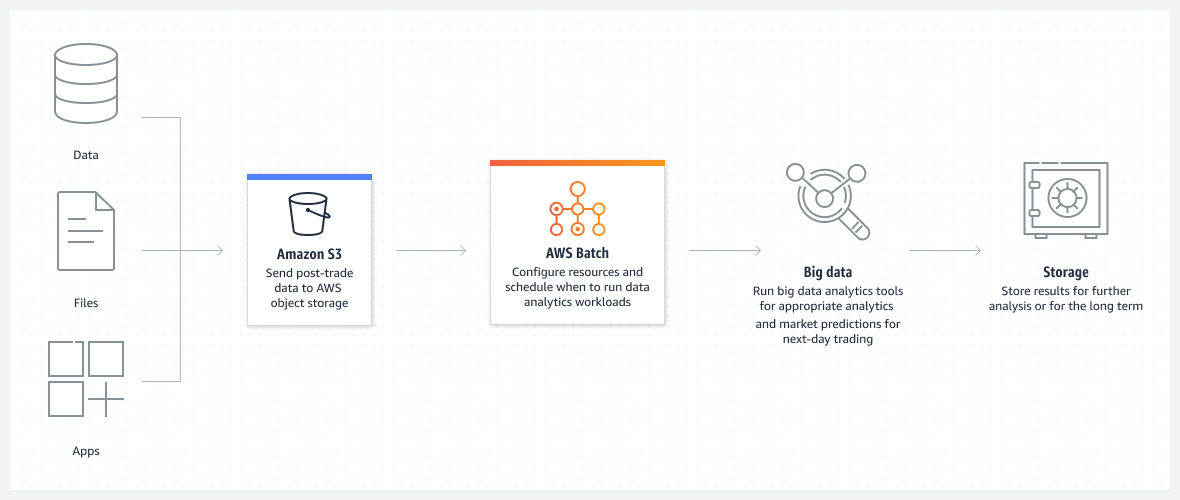 Data
Files
Apps
Amazon S3
Send post-trade
data to AWS
object storage
AWS Batch
Configure resources and
schedule when to run data
analytics workloads
Big data
Run big data analytics tools
for appropriate analytics
and market predictions for
next-day trading
Storage
Store results for further
analysis or for the long term